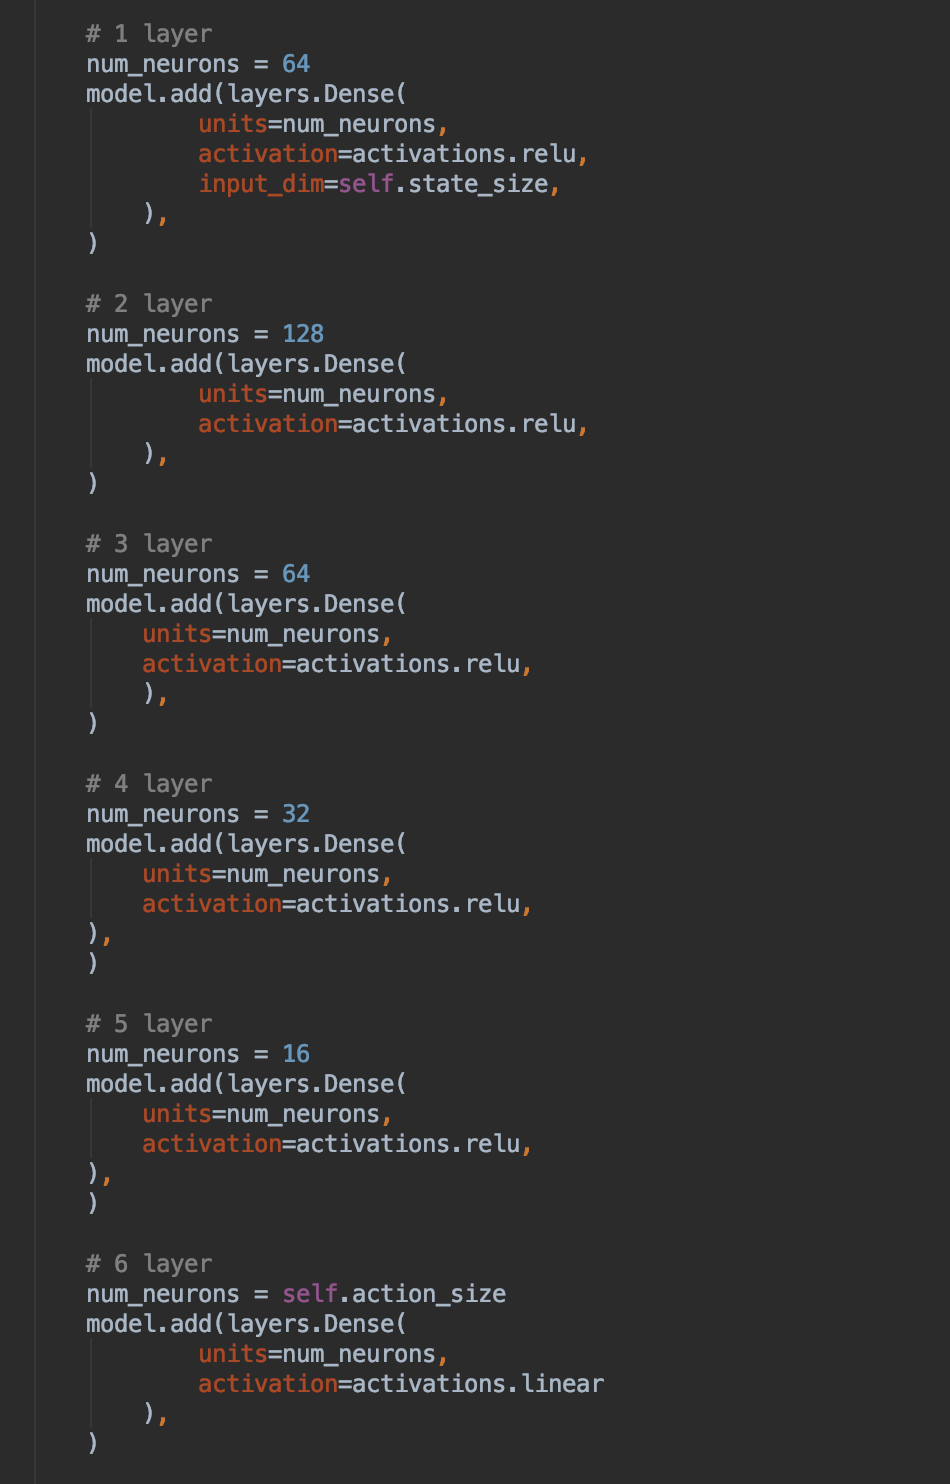 # 1 layer
num_neurons = 64
model.add(layers.Dense(
        units=num_neurons,
        activation=activations.relu,
        input_dim=self.state_size,
    ),
)

# 2 layer
num_neurons = 128
model.add(layers.Dense(
        units=num_neurons,
        activation=activations.relu,
    ),
)

# 3 layer
num_neurons = 64
model.add(layers.Dense(
    units=num_neurons,
    activation=activations.relu,
    ),
)

# 4 layer
num_neurons = 32
model.add(layers.Dense(
    units=num_neurons,
    activation=activations.relu,
),
)

# 5 layer
num_neurons = 16
model.add(layers.Dense(
    units=num_neurons,
    activation=activations.relu,
),
)

# 6 layer
num_neurons = self.action_size
model.add(layers.Dense(
        units=num_neurons,
        activation=activations.linear
    ),
)